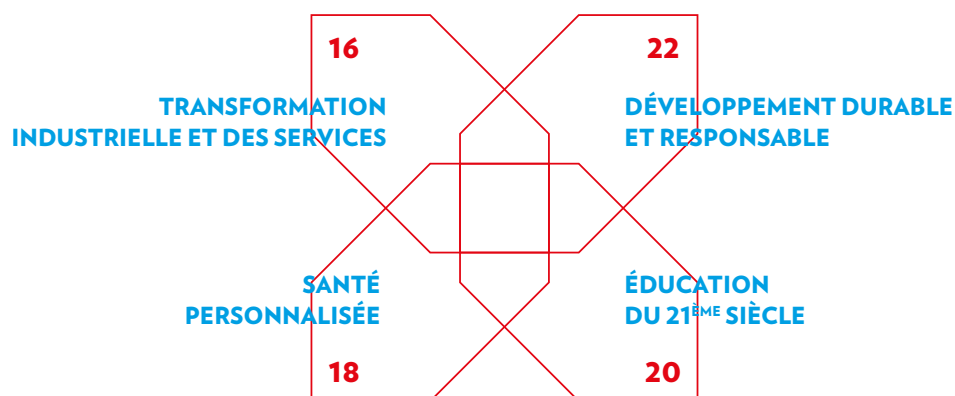 16
TRANSFORMATION
INDUSTRIELLE ET DES SERVICES
22
DÉVELOPPEMENT DURABLE
ET RESPONSABLE
SANTÉ
PERSONNALISÉE
18
ÉDUCATION
DU 21ÈME SIÈCLE
20